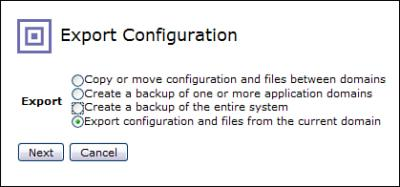 Export Configuration
Copy or move configuration and files between domains
Create a backup of one or more application domains
Export
Create a backup of the entire system
Export configuration and files from the current domain
Next Cancel